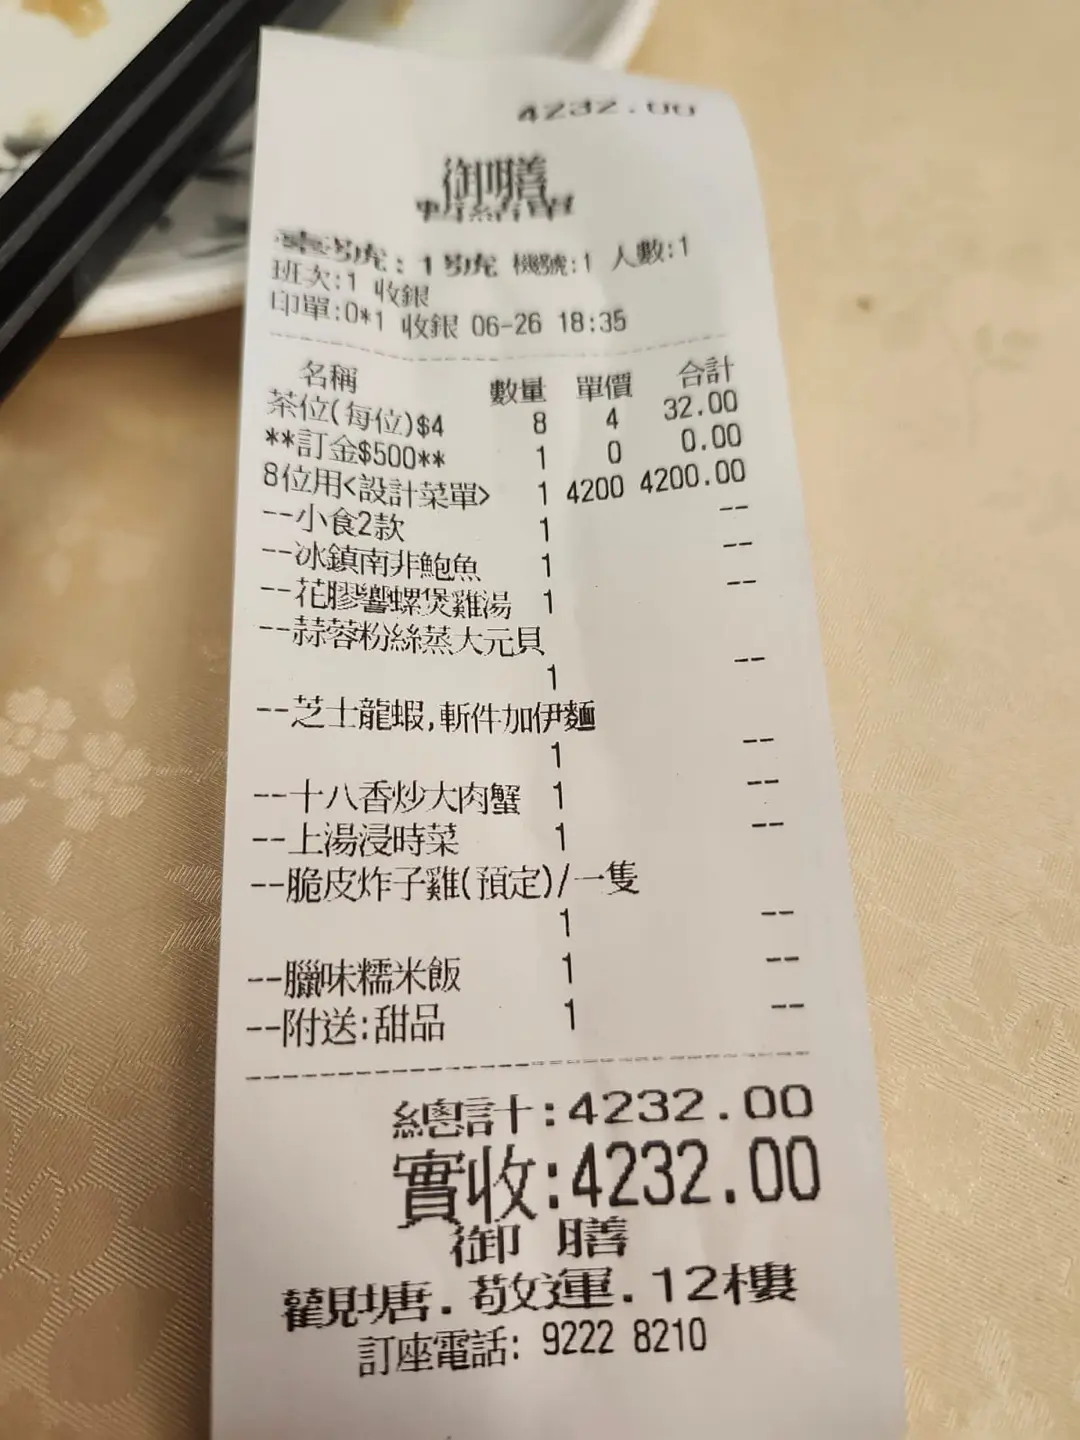 4232.00
御膳
暫結單
枱號: 1號 機號:1 人數:1
班次:1 收銀
印單:0*1 收銀 06-26 18:35
名稱 數量 單價 合計
茶位(每位)$4 8 4 32.00
**訂金$500** 1 0 0.00
8位用<設計菜單> 1 4200 4200.00
--小食2款 1 --
--冰鎮南非鮑魚 1 --
--花膠響螺煲雞湯 1 --
--蒜蓉粉絲蒸大元貝
1 --
--芝士龍蝦,斬件加伊麵
1 --
--十八香炒大肉蟹 1 --
--上湯浸時菜 1 --
--脆皮炸子雞(預定)/一隻
1 --
--臘味糯米飯 1 --
--附送:甜品 1 --
總計:4232.00
實收:4232.00
御 膳
觀塘.敬運.12樓
訂座電話: 9222 8210